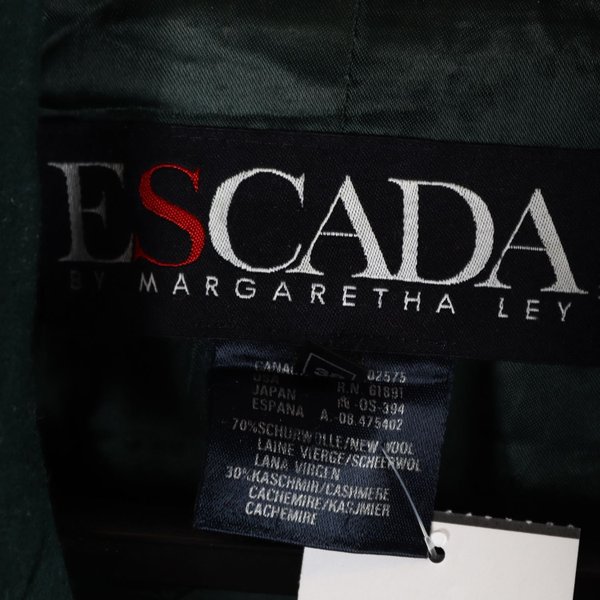 ESCADA
BY MARGARETHA LEY
02575
USA R.N. 61891
JAPAN PL-OS-394
ESPANA A.-08.475402
70%SCHURWOLLE/NEW WOOL
LAINE VIERGE/SCHEERWOL
LANA VIRGEN
30%KASCHMIR/CASHMERE
CACHEMIRE/KASJMIER
CACHEMIRE